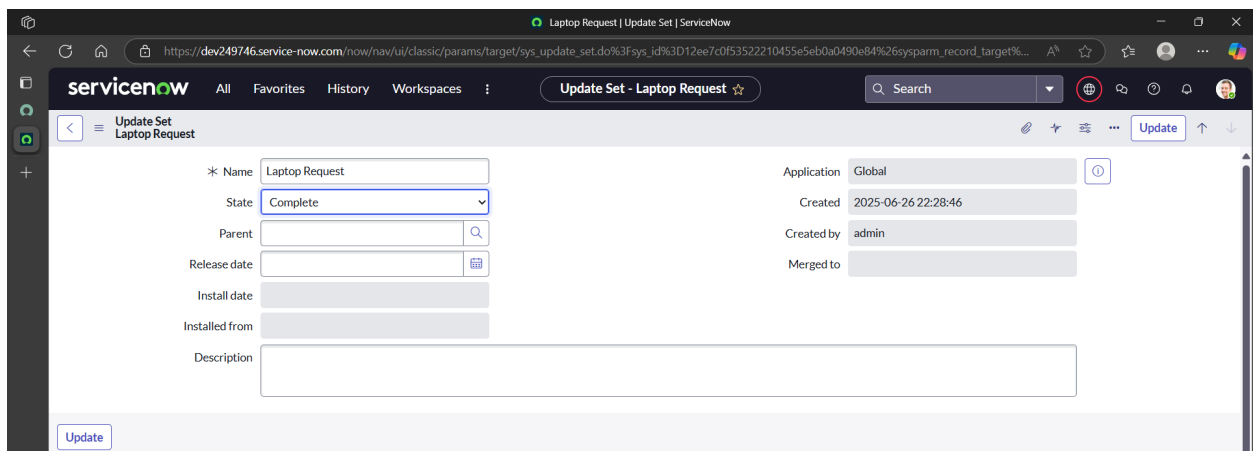 Laptop Request | Update Set | ServiceNow
https://dev249746.service-now.com/now/nav/ui/classic/params/target/sys_update_set.do%3Fsys_id%3D12ee7c0f53522210455e5eb0a0490e84%26sysparm_record_target%...
servicenow All Favorites History Workspaces Update Set - Laptop Request Search
Update Set
Laptop Request
Update
Name Laptop Request
Application Global
State Complete
Created 2025-06-26 22:28:46
Parent
Created by admin
Release date
Merged to
Install date
Installed from
Description
Update